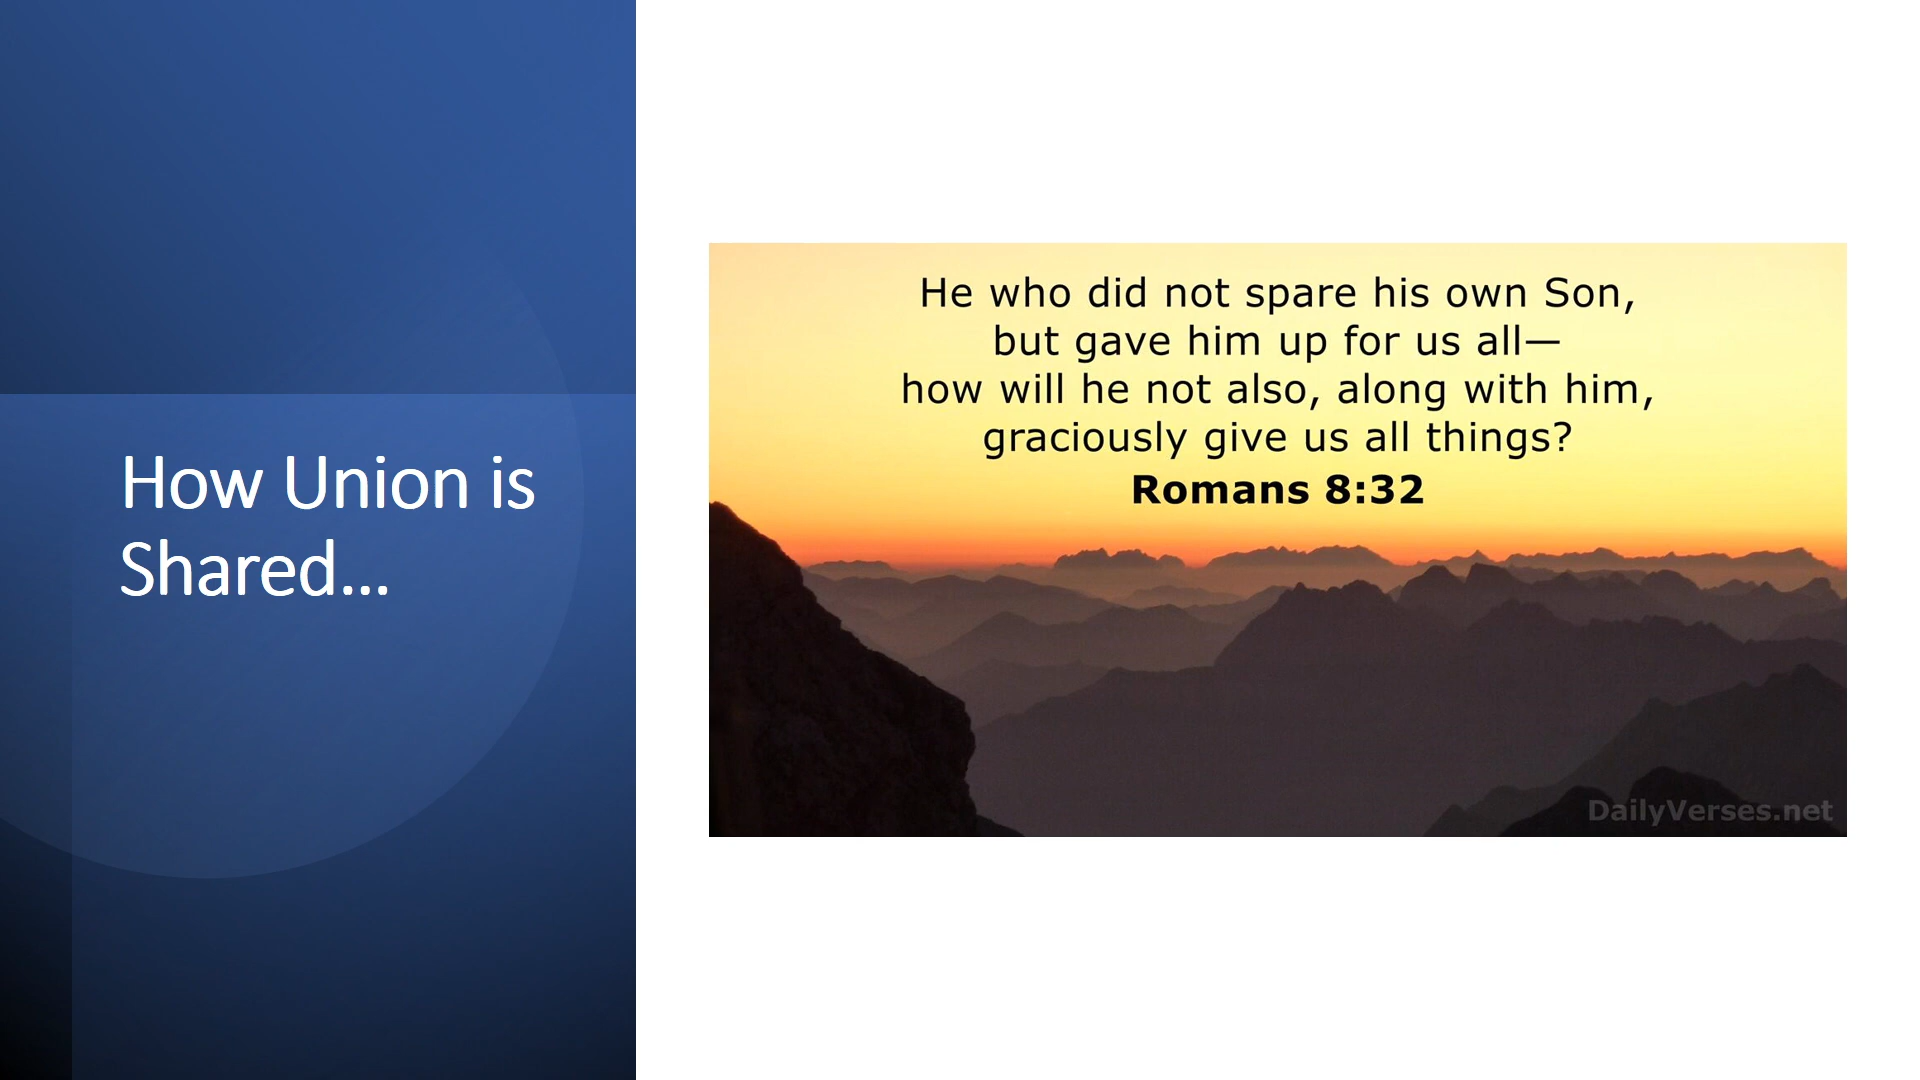 How Union is
Shared...
He who did not spare his own Son,
but gave him up for us all—
how will he not also, along with him,
graciously give us all things?
Romans 8:32
DailyVerses.net